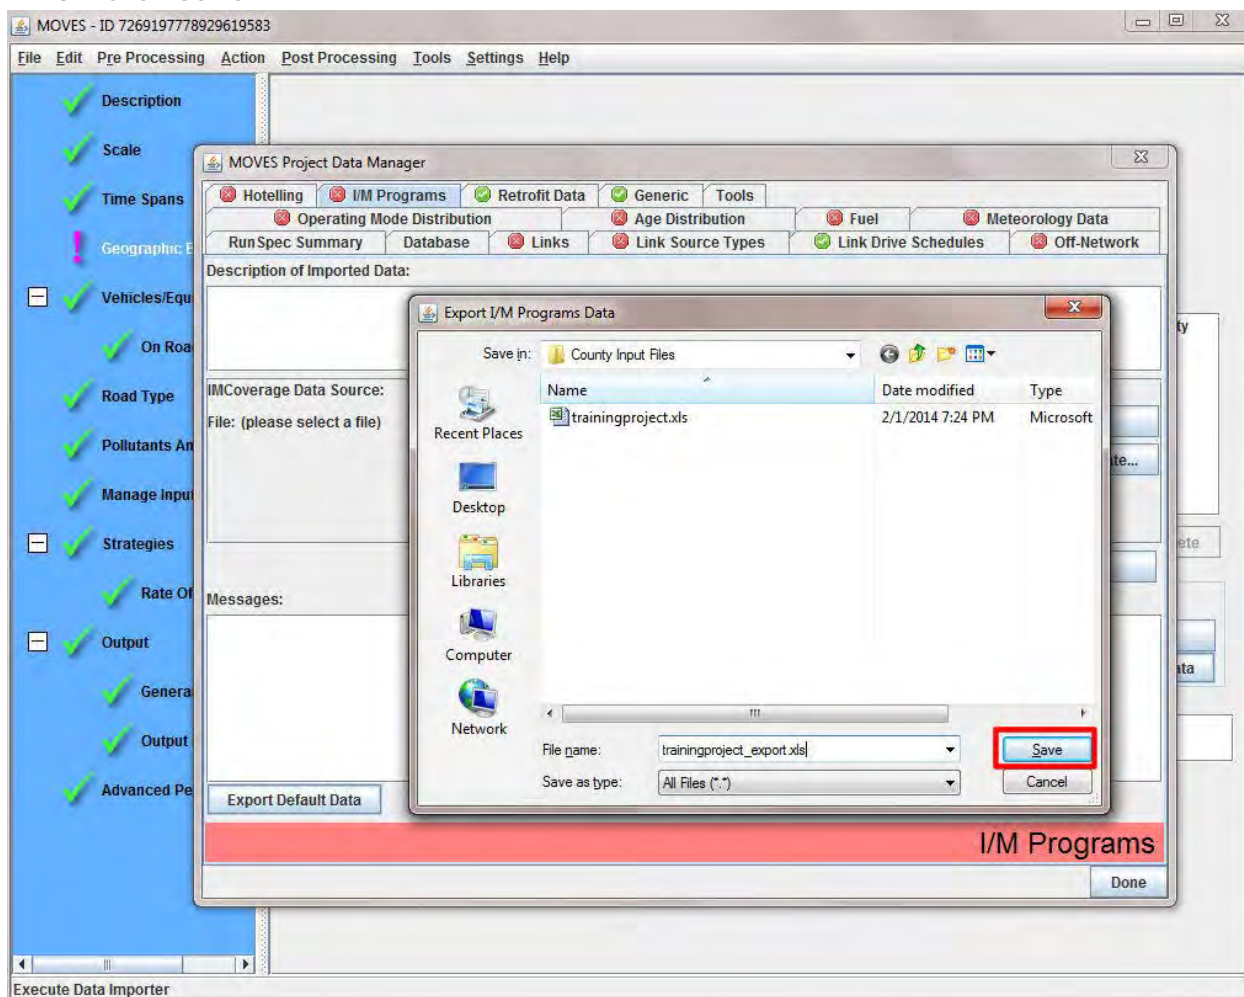 MOVES - ID 7269197778929619583
File Edit Pre Processing Action Post Processing Tools Settings Help
Description
Scale
Time Spans
Geographic B
Vehicles/Equ
On Roa
Road Type
Pollutants An
Manage Input
Strategies
Rate Of
Output
Genera
Output
Advanced Pe
MOVES Project Data Manager
Hotelling I/M Programs Retrofit Data Generic Tools
Operating Mode Distribution Age Distribution Fuel Meteorology Data
RunSpec Summary Database Links Link Source Types Link Drive Schedules Off-Network
Description of Imported Data:
IMCoverage Data Source:
File: (please select a file)
Messages:
Export Default Data
I/M Programs
Done
Export I/M Programs Data
Save in: County Input Files
Name Date modified Type
trainingproject.xls 2/1/2014 7:24 PM Microsoft
Recent Places
Desktop
Libraries
Computer
Network
File name: trainingproject_export.xls Save
Save as type: All Files (*.*) Cancel
ty
te...
ete
ata
Execute Data Importer